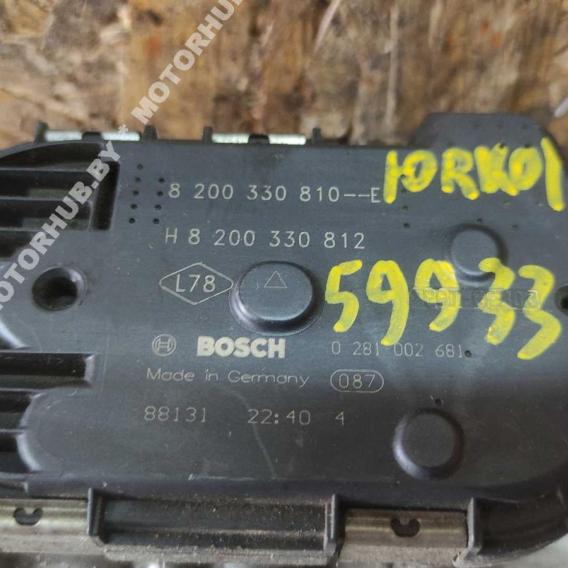 MOTORHUB.BY * MOTORHUB
8 200 330 810--E
ЮRK01
H 8 200 330 812
L78
59933
BOSCH 0 281 002 681
Made in Germany 087
88131 22:40 4